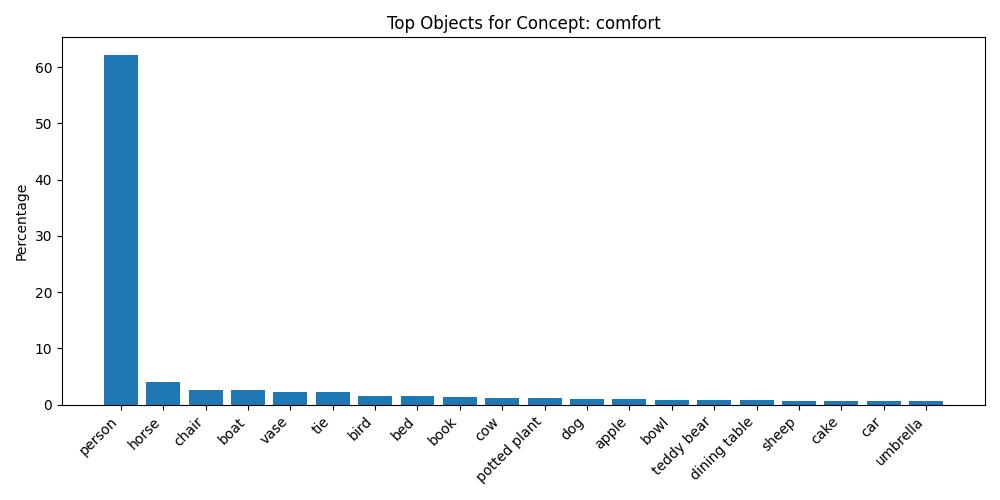 Top Objects for Concept: comfort
Percentage
60
50
40
30
20
10
0
person
horse
chair
boat
vase
tie
bird
bed
book
cow
potted plant
dog
apple
bowl
teddy bear
dining table
sheep
cake
car
umbrella